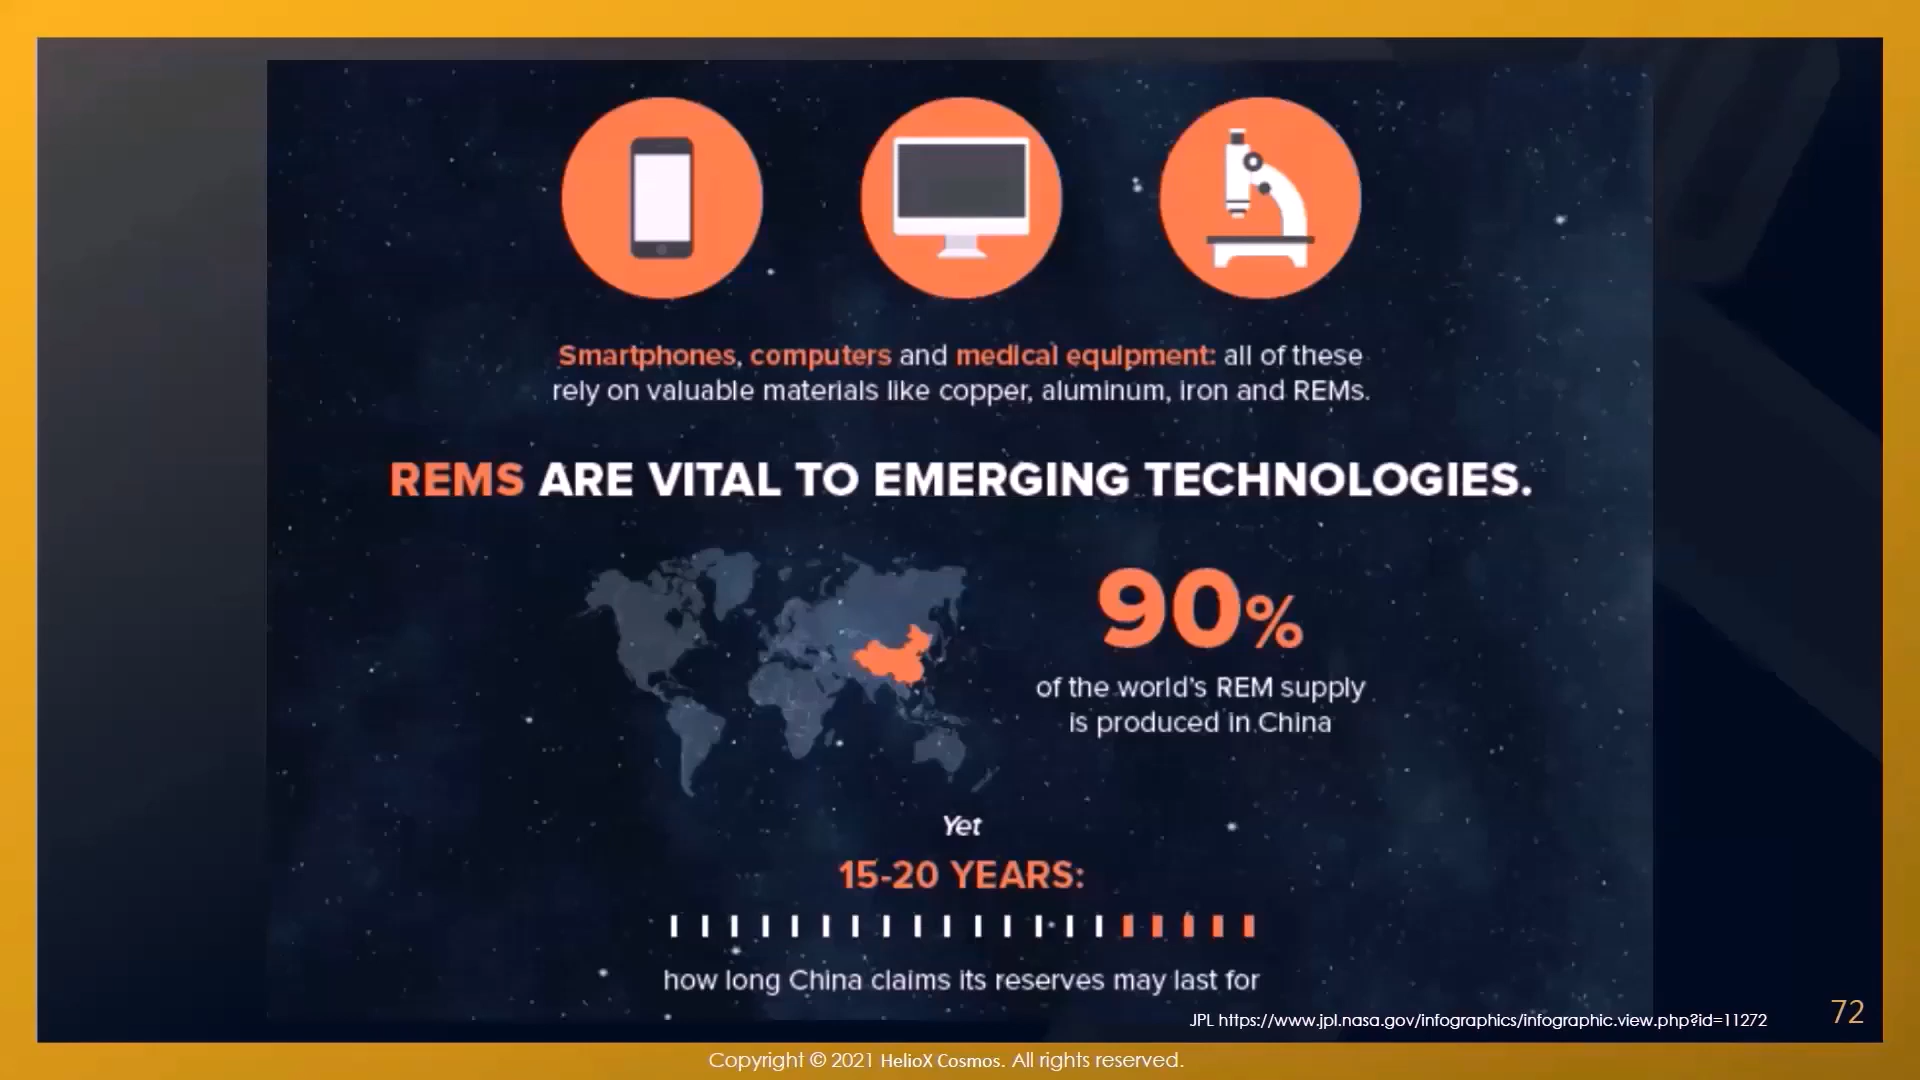 Smartphones, computers and medical equipment: all of these
rely on valuable materials like copper, aluminum, iron and REMs.
REMS ARE VITAL TO EMERGING TECHNOLOGIES.
90%
of the world's REM supply
is produced in China
Yet
15-20 YEARS:
how long China claims its reserves may last for
JPL https://www.jpl.nasa.gov/infographics/infographic.view.php?id=11272
72
Copyright © 2021 HelioX Cosmos. All rights reserved.